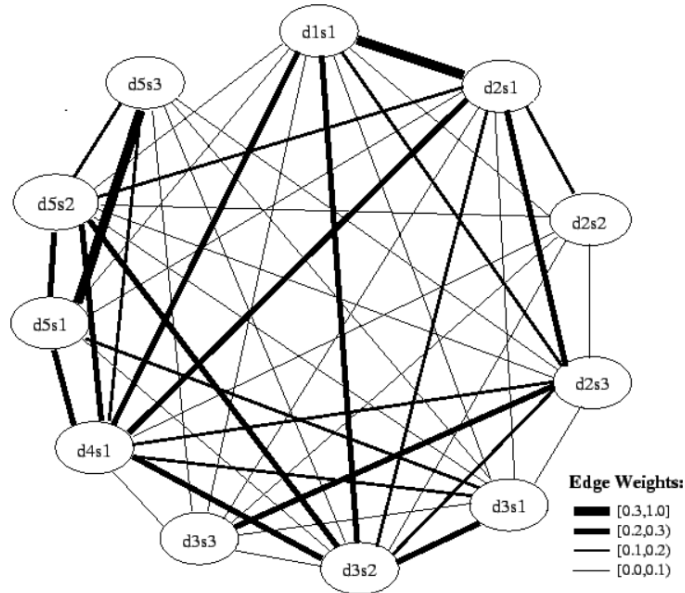 d1s1
d5s3
d2s1
d5s2
d2s2
d5s1
d2s3
d4s1
Edge Weights:
d3s1
[0.3,1.0]
[0.2,0.3)
d3s3
[0.1,0.2)
d3s2
[0.0,0.1)